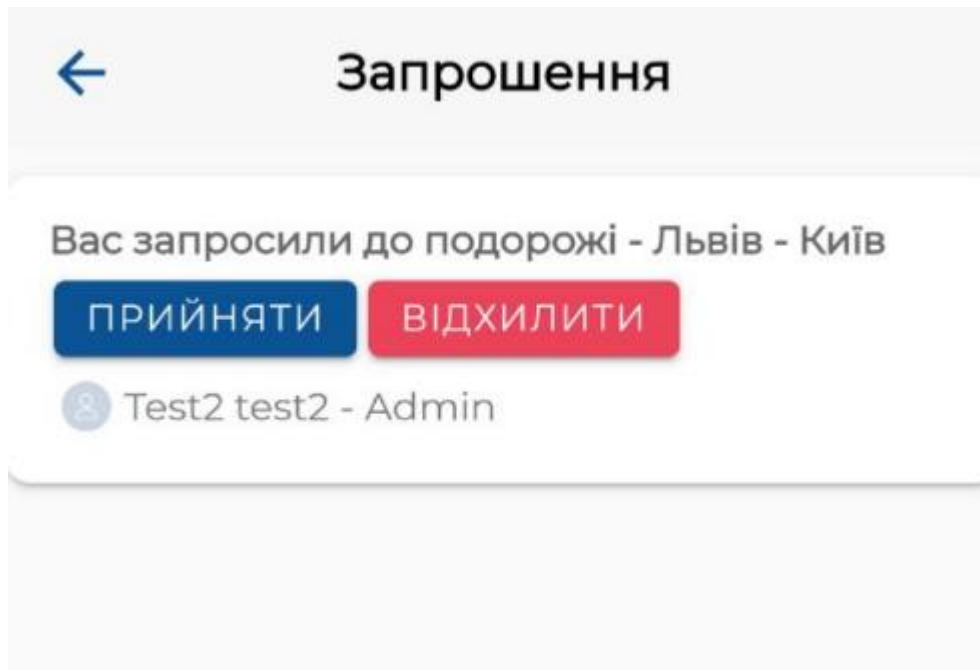 Запрошення
Вас запросили до подорожі - Львів - Київ
ПРИЙНЯТИ ВІДХИЛИТИ
Test2 test2 - Admin